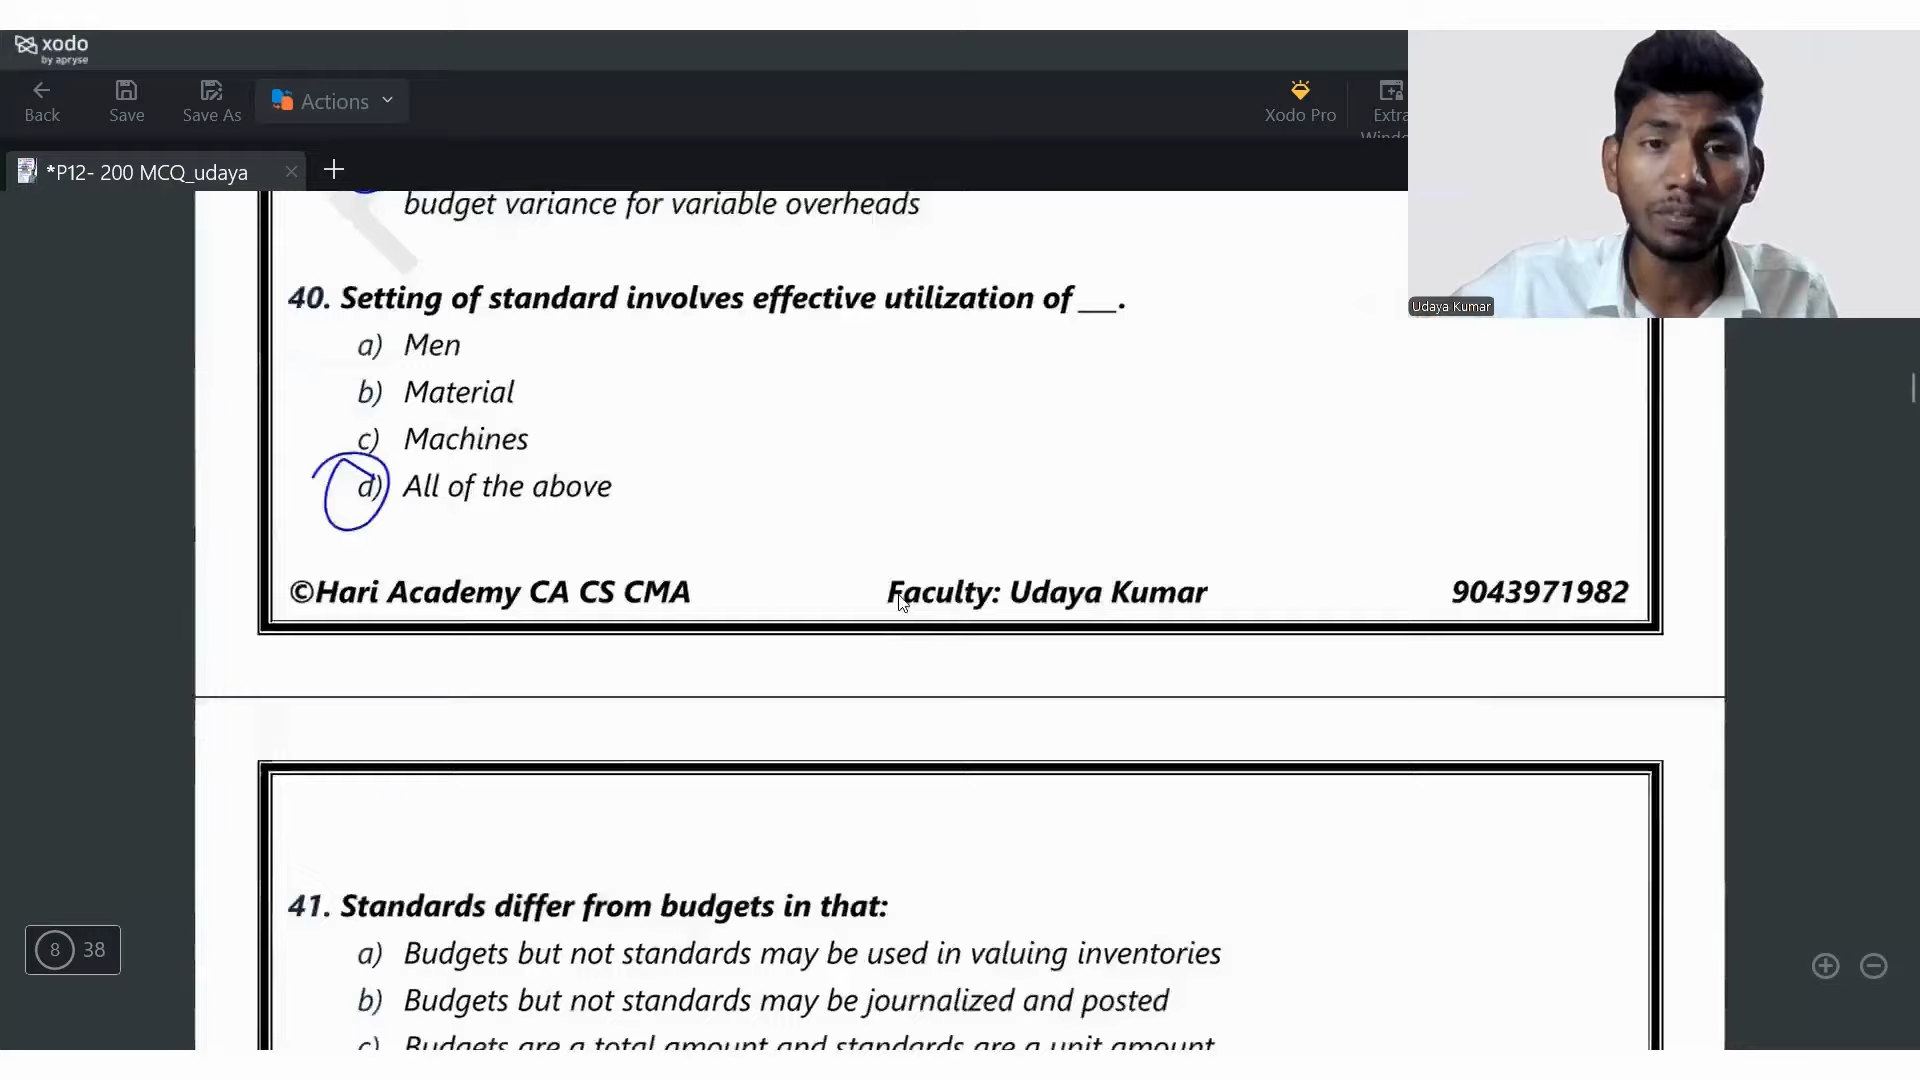 xodo
by apryse
Back
Save
Save As
Actions
Xodo Pro
Extra
Window
*P12- 200 MCQ_udaya
budget variance for variable overheads
40. Setting of standard involves effective utilization of ___.
a) Men
b) Material
c) Machines
d) All of the above
©Hari Academy CA CS CMA Faculty: Udaya Kumar 9043971982
Udaya Kumar
41. Standards differ from budgets in that:
a) Budgets but not standards may be used in valuing inventories
b) Budgets but not standards may be journalized and posted
c) Budgets are a total amount and standards are a unit amount
8 38